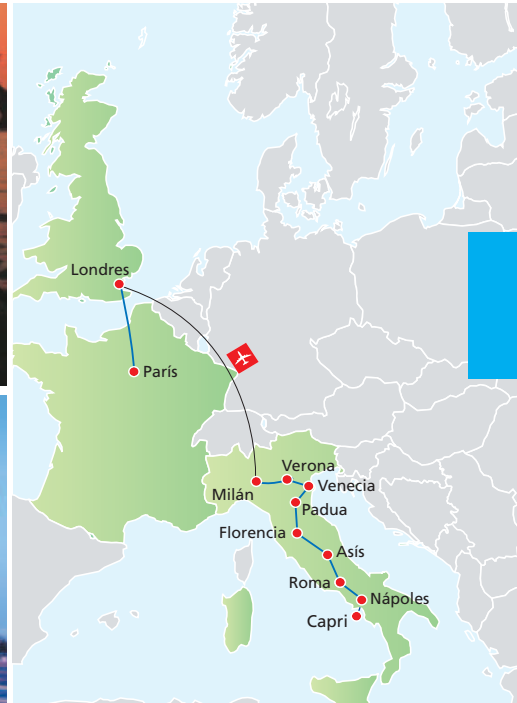 Londres
París
Verona
Venecia
Milán
Padua
Florencia
Asís
Roma
Nápoles
Capri